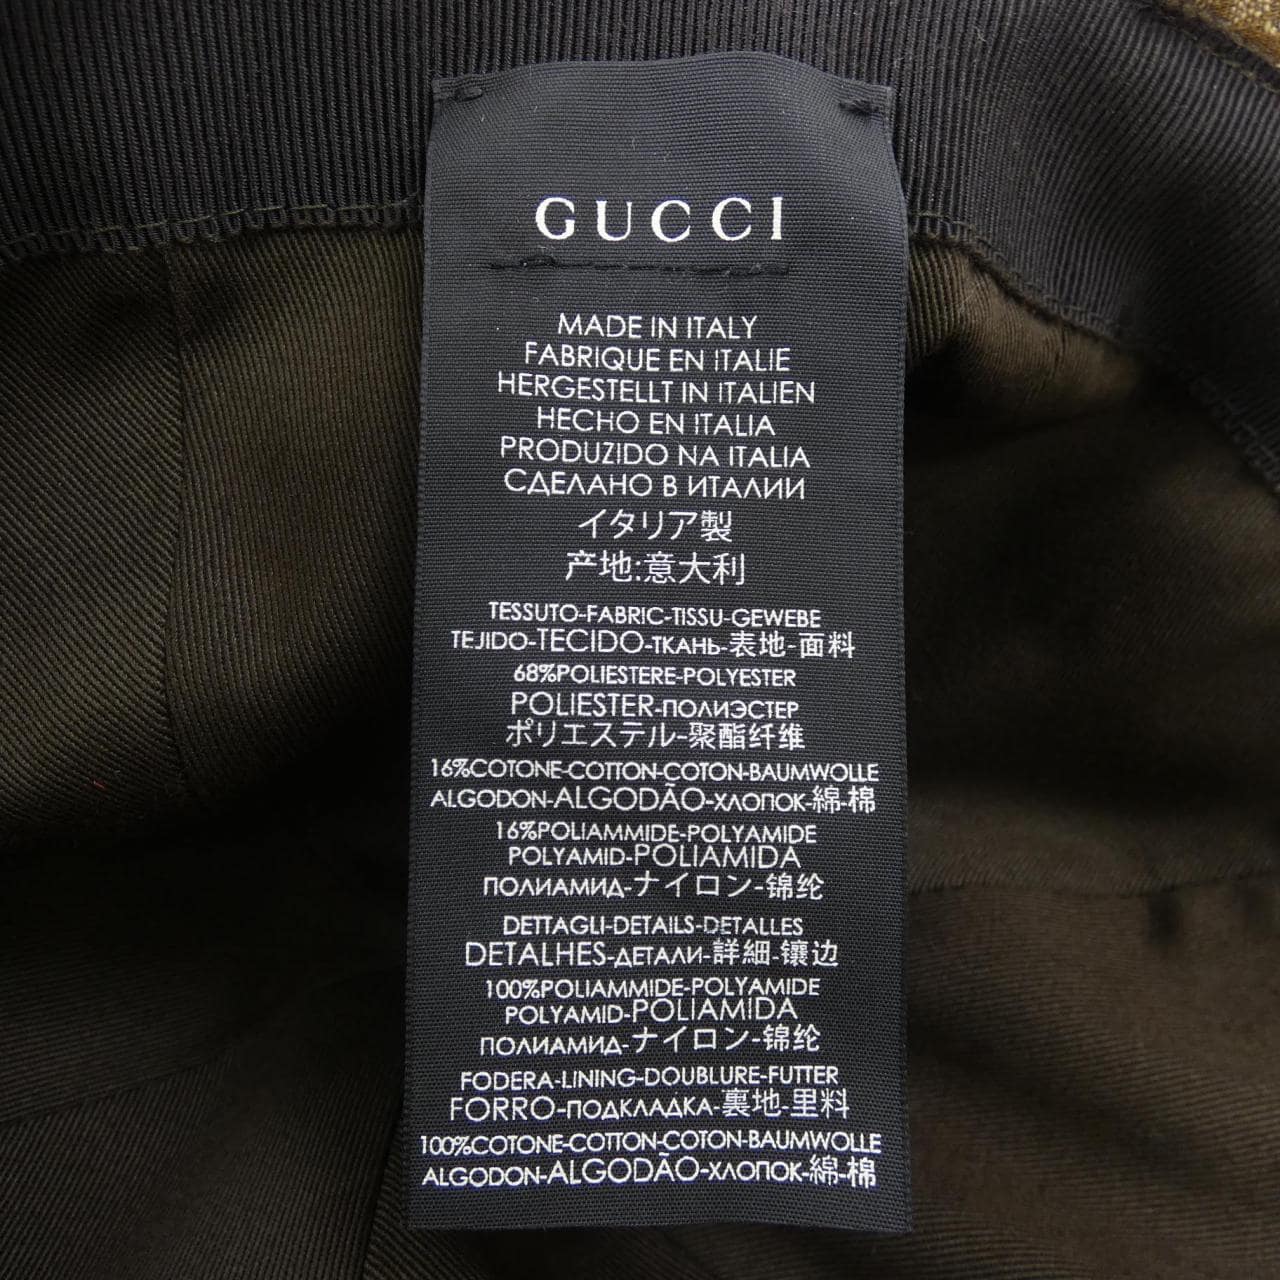 GUCCI
MADE IN ITALY
FABRIQUE EN ITALIE
HERGESTELLT IN ITALIEN
HECHO EN ITALIA
PRODUZIDO NA ITALIA
СДЕЛАНО В ИТАЛИИ
イタリア製
产地:意大利
TESSUTO-FABRIC-TISSU-GEWEBE
TEJIDO-TECIDO-ТКАНЬ-表地-面料
68%POLIESTERE-POLYESTER
POLIESTER-ПОЛИЭСТЕР
ポリエステル-聚酯纤维
16%COTONE-COTTON-COTON-BAUMWOLLE
ALGODON-ALGODÃO-ХЛОПОК-綿-棉
16%POLIAMMIDE-POLYAMIDE
POLYAMID-POLIAMIDA
ПОЛИАМИД-ナイロン-锦纶
DETTAGLI-DETAILS-DETALLES
DETALHES-ДЕТАЛИ-詳細-镶边
100%POLIAMMIDE-POLYAMIDE
POLYAMID-POLIAMIDA
ПОЛИАМИД-ナイロン-锦纶
FODERA-LINING-DOUBLURE-FUTTER
FORRO-ПОДКЛАДКА-裏地-里料
100%COTONE-COTTON-COTON-BAUMWOLLE
ALGODON-ALGODÃO-ХЛОПОК-綿-棉